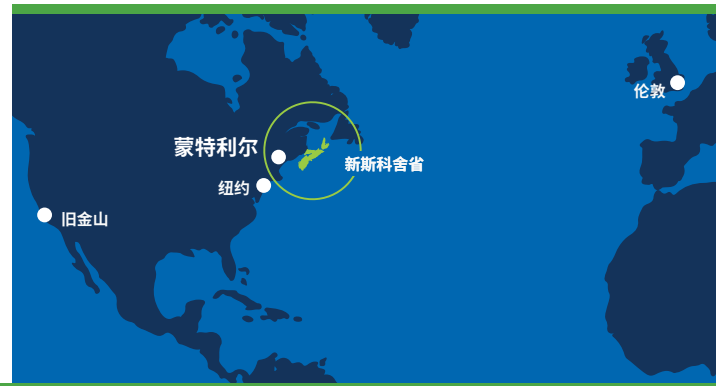 伦敦
蒙特利尔
新斯科舍省
纽约
旧金山